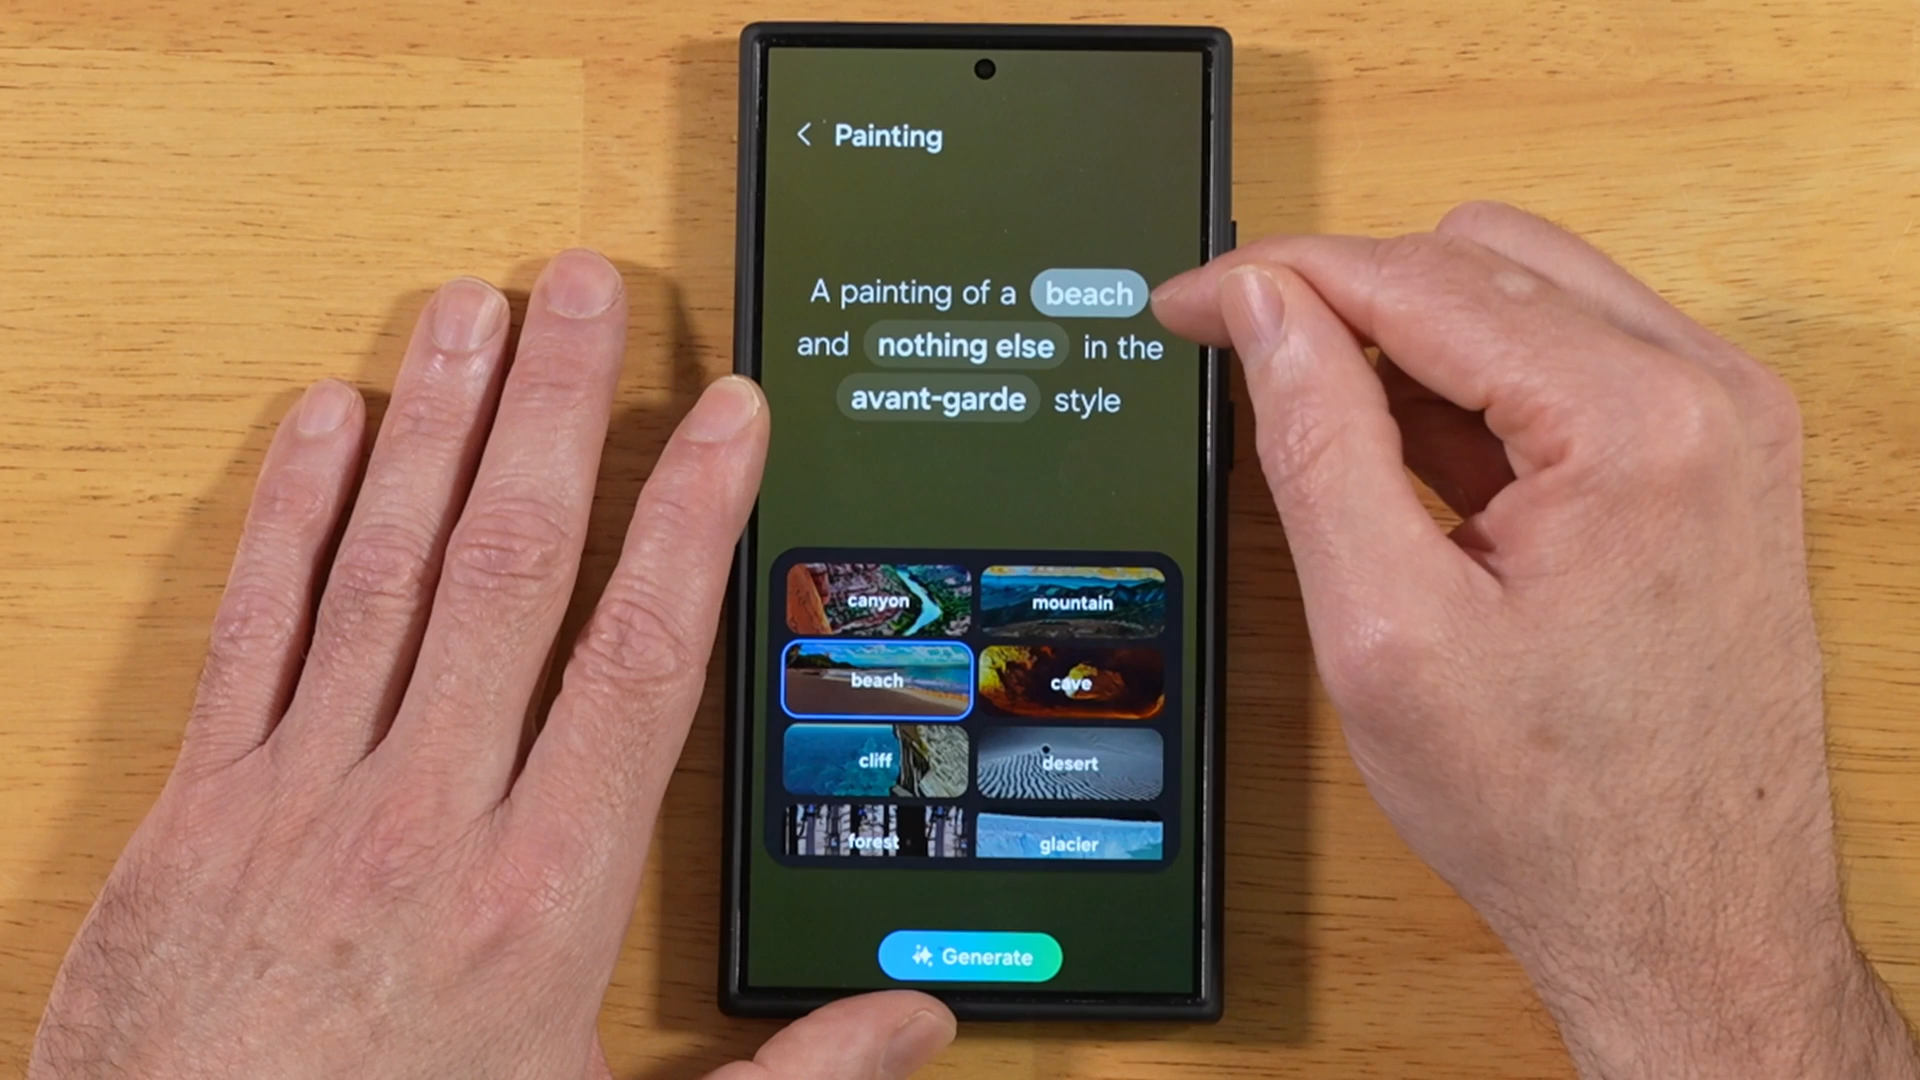 Painting
A painting of a beach
and nothing else in the
avant-garde style
canyon
mountain
beach
cave
cliff
desert
forest
glacier
Generate